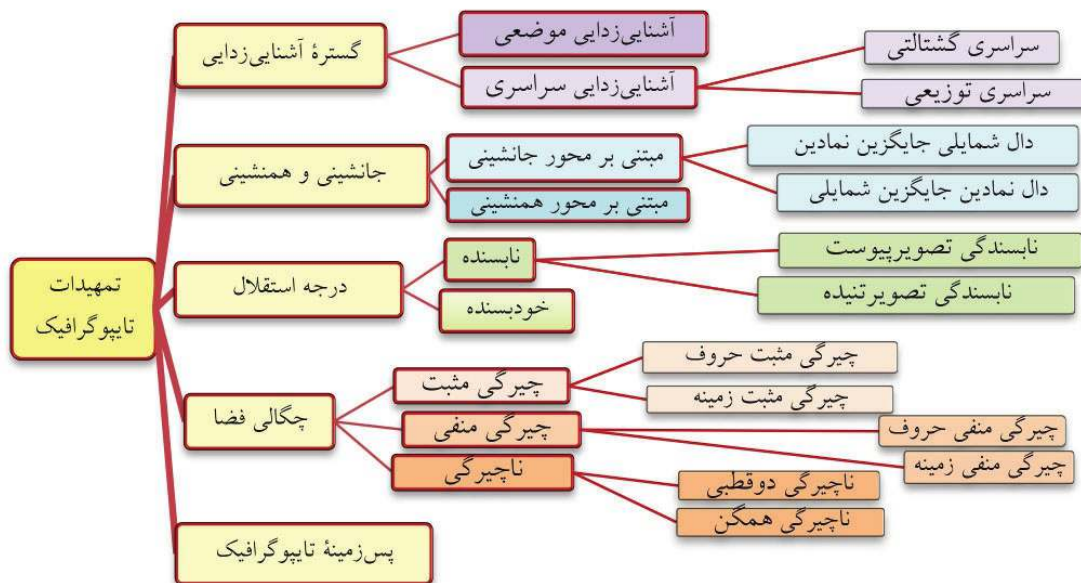 تمهیدات
تایپوگرافیک
گسترهٔ آشنایی‌زدایی
آشنایی‌زدایی موضعی
آشنایی‌زدایی سراسری
سراسری گشتالتی
سراسری توزیعی
جانشینی و همنشینی
مبتنی بر محور جانشینی
دال شمایلی جایگزین نمادین
دال نمادین جایگزین شمایلی
مبتنی بر محور همنشینی
درجه استقلال
نابسنده
نابسندگی تصویرپیوست
نابسندگی تصویرتنیده
خودبسنده
چگالی فضا
چیرگی مثبت
چیرگی مثبت حروف
چیرگی مثبت زمینه
چیرگی منفی
چیرگی منفی حروف
چیرگی منفی زمینه
ناچیرگی
ناچیرگی دوقطبی
ناچیرگی همگن
پس‌زمینهٔ تایپوگرافیک